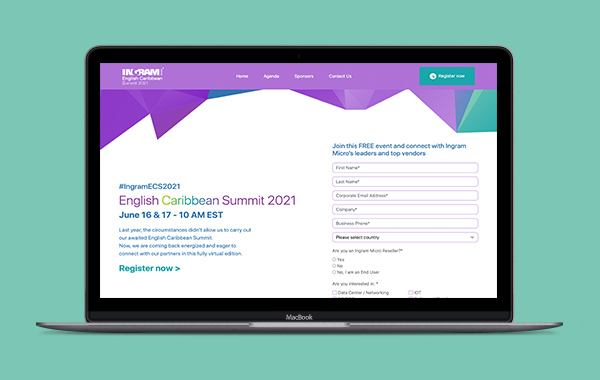 INGRAM
English Caribbean
Summit 2021
Home
Agenda
Sponsors
Contact Us
Register now
#IngramECS2021
English Caribbean Summit 2021
June 16 & 17 - 10 AM EST
Last year, the circumstances didn't allow us to carry out
our awaited English Caribbean Summit.
Now, we are coming back energized and eager to
connect with our partners in this fully virtual edition.
Register now >
Join this FREE event and connect with Ingram
Micro's leaders and top vendors
First Name*
Last Name*
Corporate Email Address*
Company*
Business Phone*
Please select country
Are you an Ingram Micro Reseller?*
Yes
No
No, I am an End User
Are you interested in: *
Data Center / Networking
IOT
MacBook